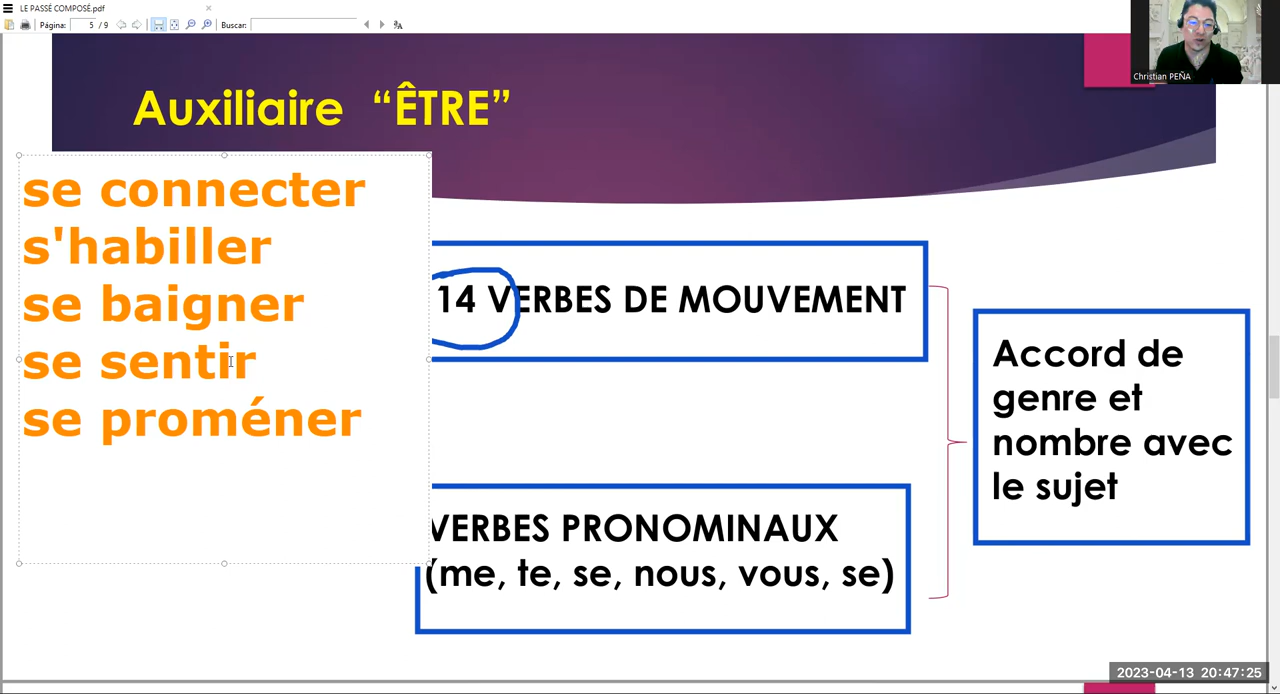 LE PASSÉ COMPOSÉ.pdf
Página: 5 / 9 Buscar:
Christian PEÑA
Auxiliaire “ÊTRE”
se connecter
s'habiller
se baigner
se sentir
se proméner
14 VERBES DE MOUVEMENT
VERBES PRONOMINAUX
(me, te, se, nous, vous, se)
Accord de
genre et
nombre avec
le sujet
2023-04-13 20:47:25